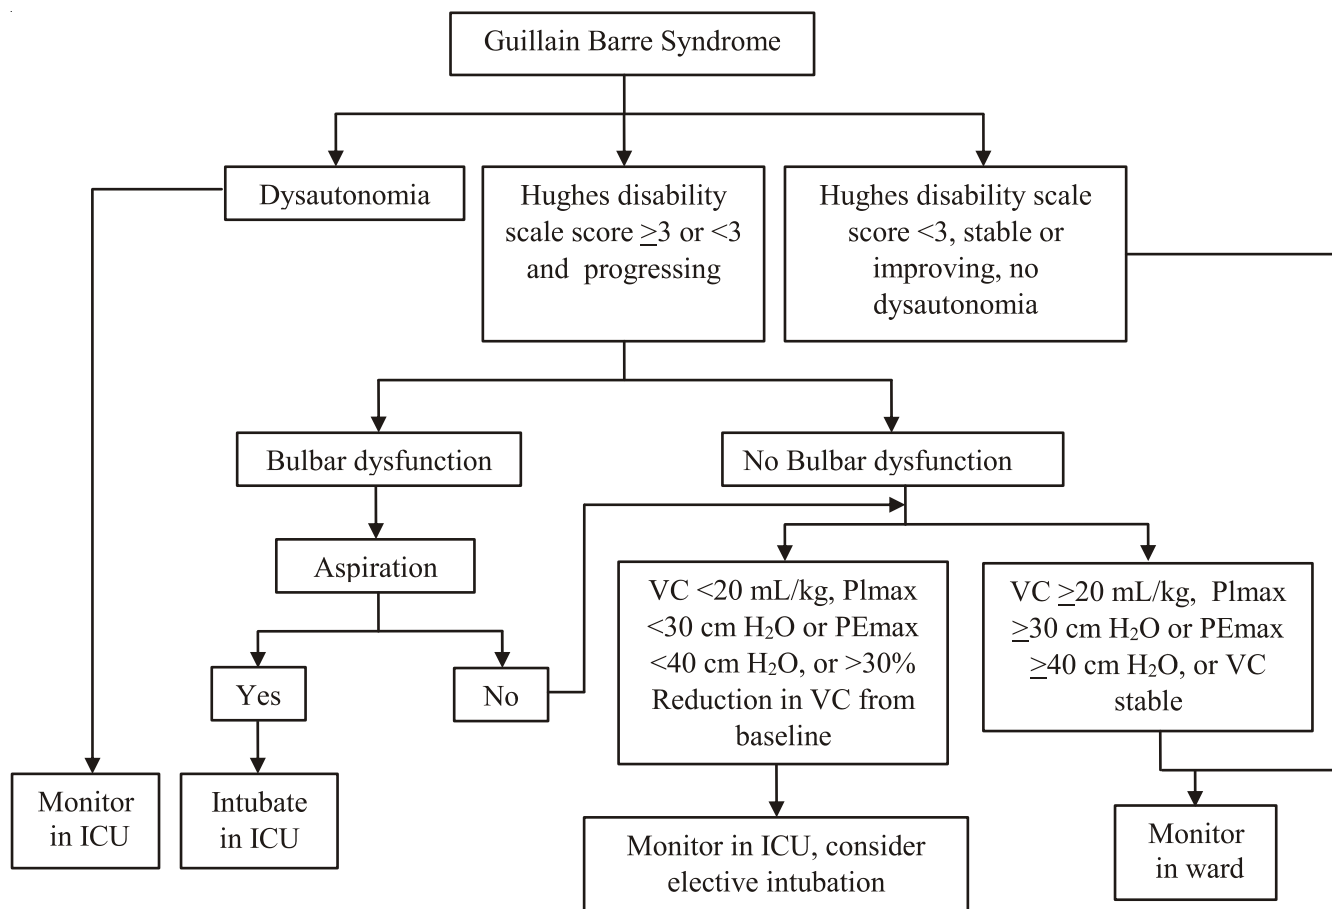 Guillain Barre Syndrome
Dysautonomia
Hughes disability
scale score ≥3 or <3
and progressing
Hughes disability scale
score <3, stable or
improving, no
dysautonomia
Bulbar dysfunction
No Bulbar dysfunction
Aspiration
Yes
No
VC <20 mL/kg, Plmax
<30 cm H₂O or PEmax
<40 cm H₂O, or >30%
Reduction in VC from
baseline
VC ≥20 mL/kg, Plmax
≥30 cm H₂O or PEmax
≥40 cm H₂O, or VC
stable
Monitor
in ICU
Intubate
in ICU
Monitor in ICU, consider
elective intubation
Monitor
in ward